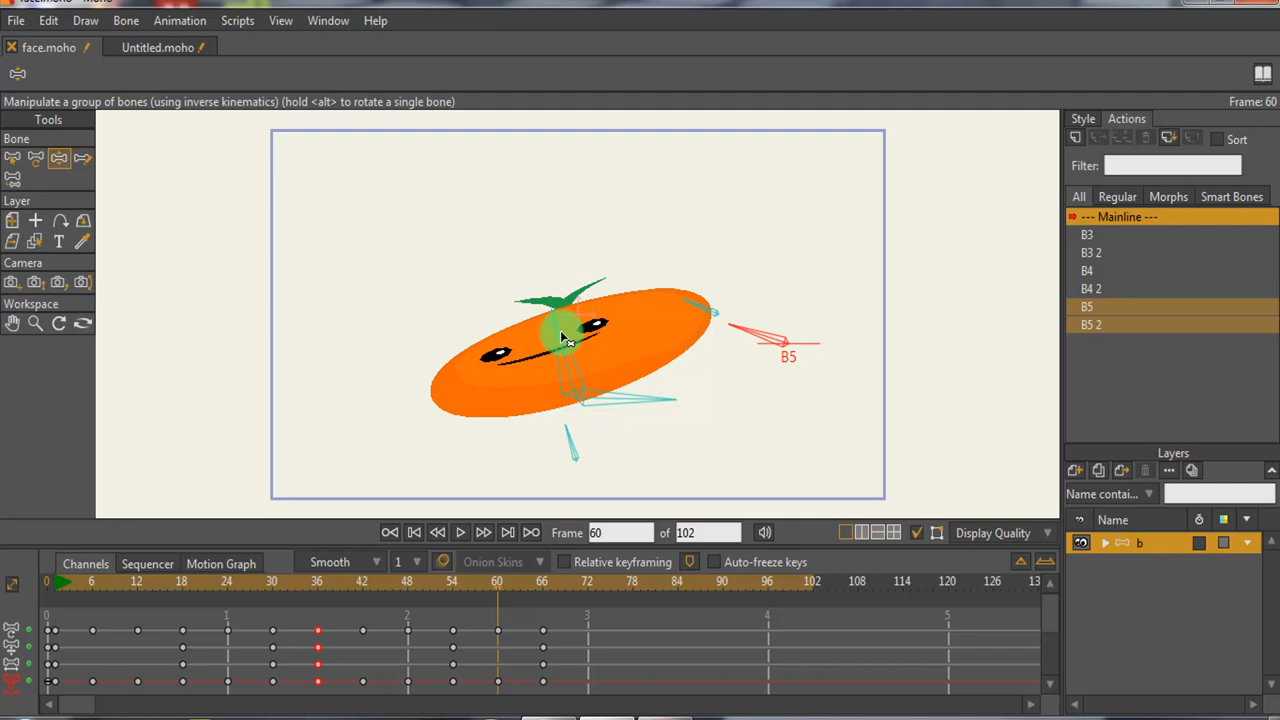 File Edit Draw Bone Animation Scripts View Window Help
face.moho Untitled.moho
Manipulate a group of bones (using inverse kinematics) (hold <alt> to rotate a single bone) Frame: 60
Tools
Bone
Layer
T
Camera
Workspace
B5
Style Actions
Sort
Filter:
All Regular Morphs Smart Bones
--- Mainline ---
B3
B3 2
B4
B4 2
B5
B5 2
Layers
Name contai...
Name
b
Frame 60 of 102 Display Quality
Channels Sequencer Motion Graph Smooth 1 Onion Skins Relative keyframing Auto-freeze keys
0 6 12 18 24 30 36 42 48 54 60 66 72 78 84 90 96 102 108 114 120 126 13
0 1 2 3 4 5